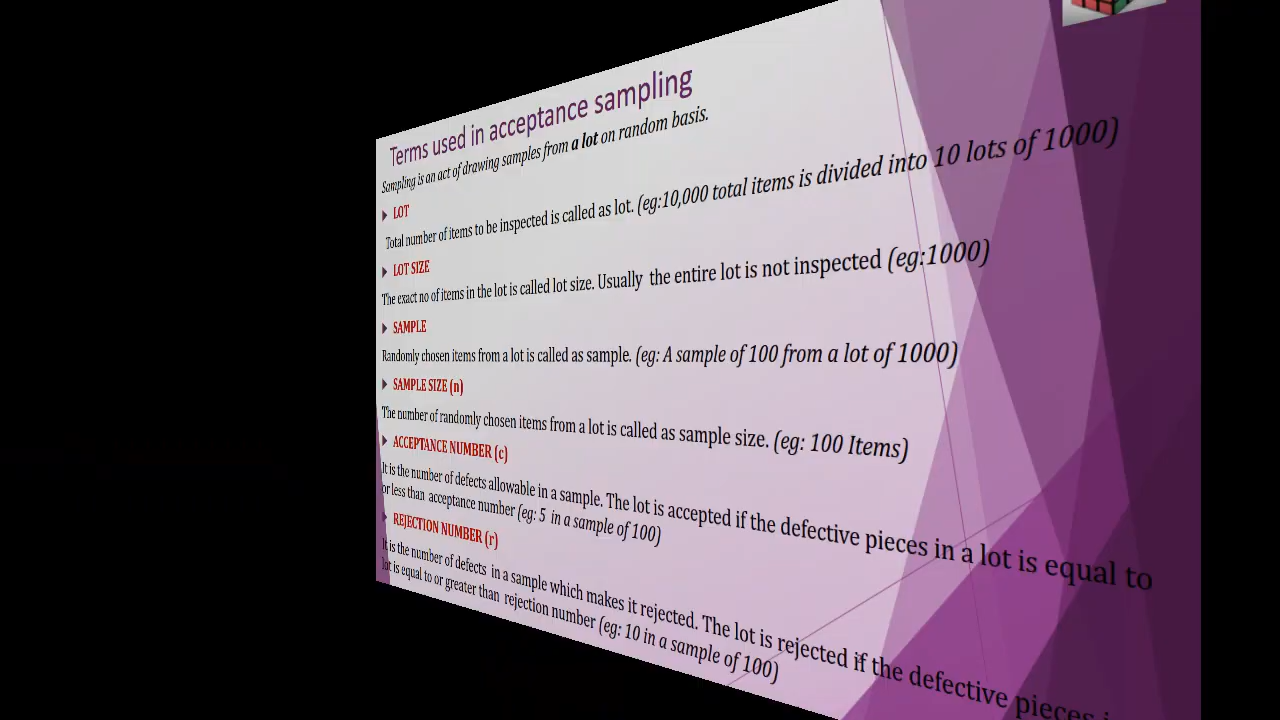 Terms used in acceptance sampling
Sampling is an act of drawing samples from a lot on random basis.
LOT
Total number of items to be inspected is called as lot. (eg:10,000 total items is divided into 10 lots of 1000)
LOT SIZE
The exact no of items in the lot is called lot size. Usually the entire lot is not inspected (eg:1000)
SAMPLE
Randomly chosen items from a lot is called as sample. (eg: A sample of 100 from a lot of 1000)
SAMPLE SIZE (n)
The number of randomly chosen items from a lot is called as sample size. (eg: 100 Items)
ACCEPTANCE NUMBER (c)
It is the number of defects allowable in a sample. The lot is accepted if the defective pieces in a lot is equal to
or less than acceptance number (eg: 5 in a sample of 100)
REJECTION NUMBER (r)
It is the number of defects in a sample which makes it rejected. The lot is rejected if the defective pieces
lot is equal to or greater than rejection number (eg: 10 in a sample of 100)